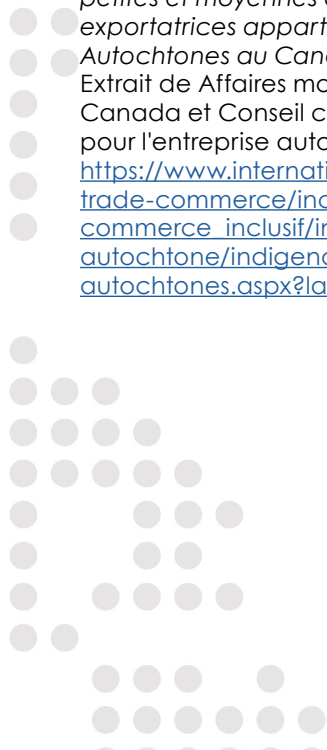 petites et moyennes
exportatrices appart
Autochtones au Cana
Extrait de Affaires mo
Canada et Conseil c
pour l'entreprise auto
https://www.internati
trade-commerce/inc
commerce_inclusif/in
autochtone/indigeno
autochtones.aspx?la